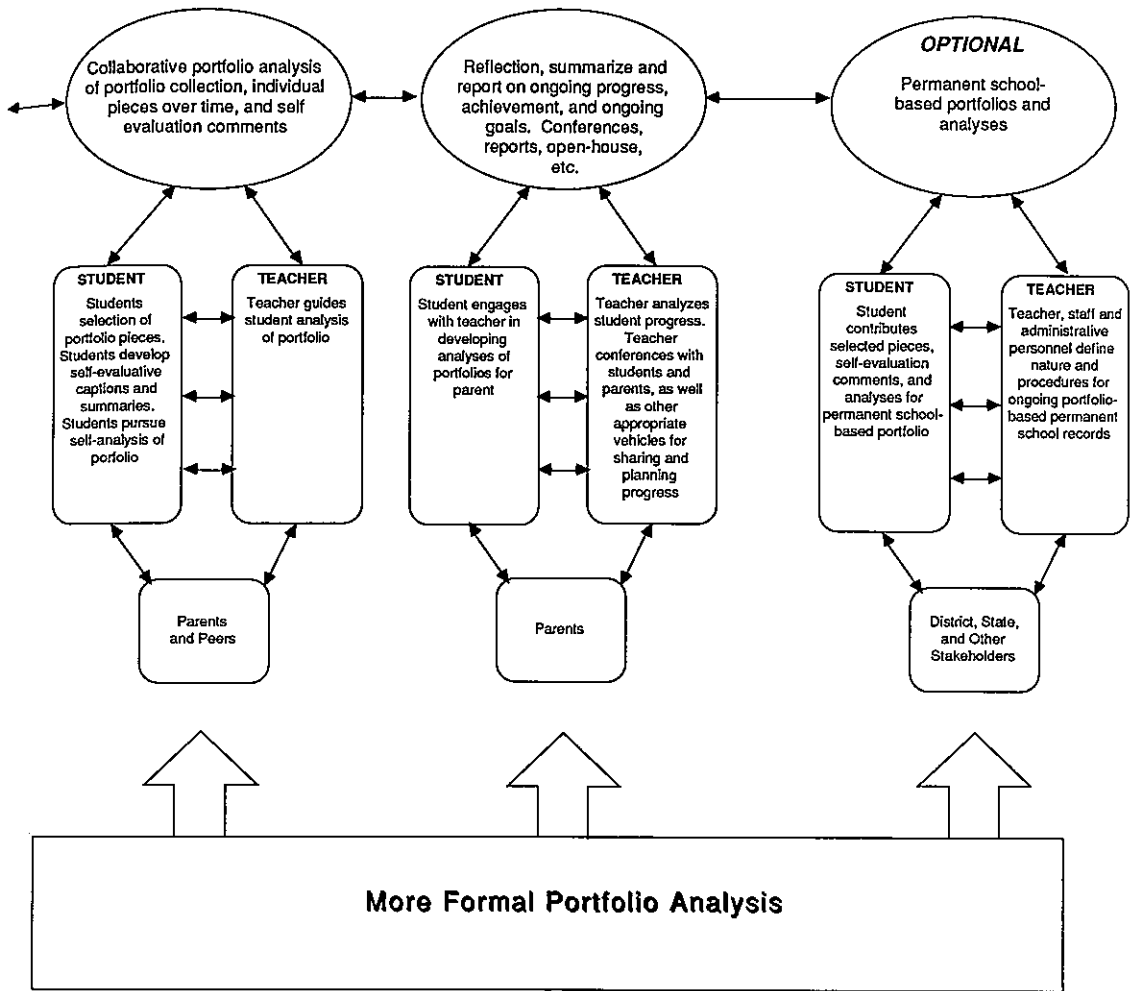 Collaborative portfolio analysis
of portfolio collection, individual
pieces over time, and self
evaluation comments
Reflection, summarize and
report on ongoing progress,
achievement, and ongoing
goals. Conferences,
reports, open-house,
etc.
OPTIONAL
Permanent school-
based portfolios and
analyses
STUDENT
Students
selection of
portfolio pieces.
Students develop
self-evaluative
captions and
summaries.
Students pursue
self-analysis of
porfolio
TEACHER
Teacher guides
student analysis
of portfolio
Parents
and Peers
STUDENT
Student engages
with teacher in
developing
analyses of
portfolios for
parent
TEACHER
Teacher analyzes
student progress.
Teacher
conferences with
students and
parents, as well
as other
appropriate
vehicles for
sharing and
planning
progress
Parents
STUDENT
Student
contributes
selected pieces,
self-evaluation
comments, and
analyses for
permanent school-
based portfolio
TEACHER
Teacher, staff and
administrative
personnel define
nature and
procedures for
ongoing portfolio-
based permanent
school records
District, State,
and Other
Stakeholders
More Formal Portfolio Analysis